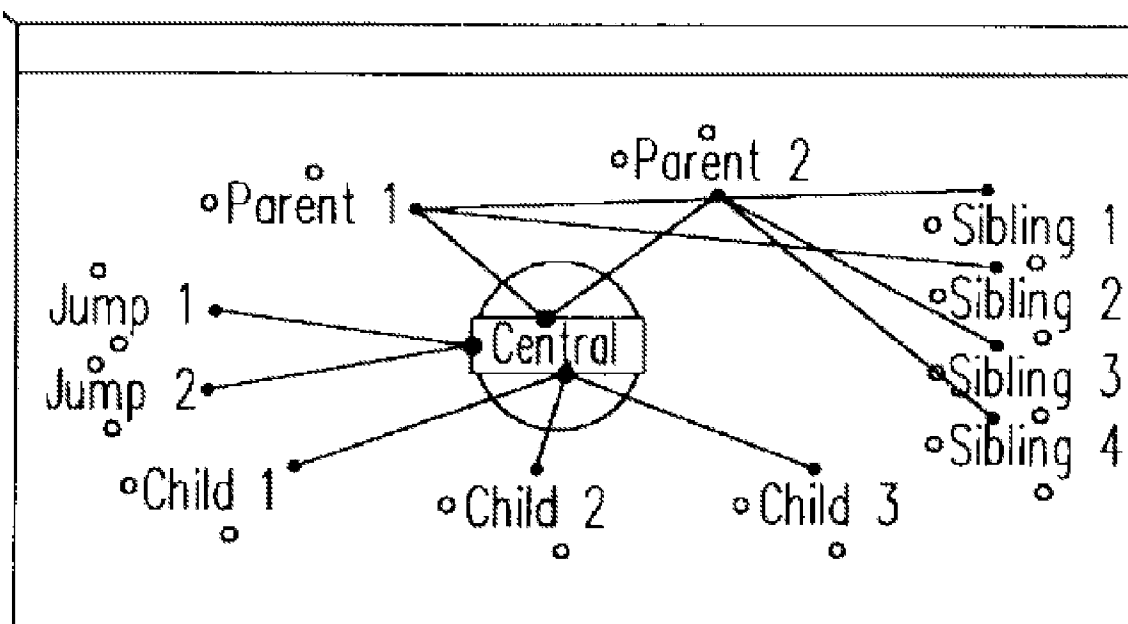 Parent 1
Parent 2
Sibling 1
Sibling 2
Sibling 3
Sibling 4
Jump 1
Jump 2
Central
Child 1
Child 2
Child 3